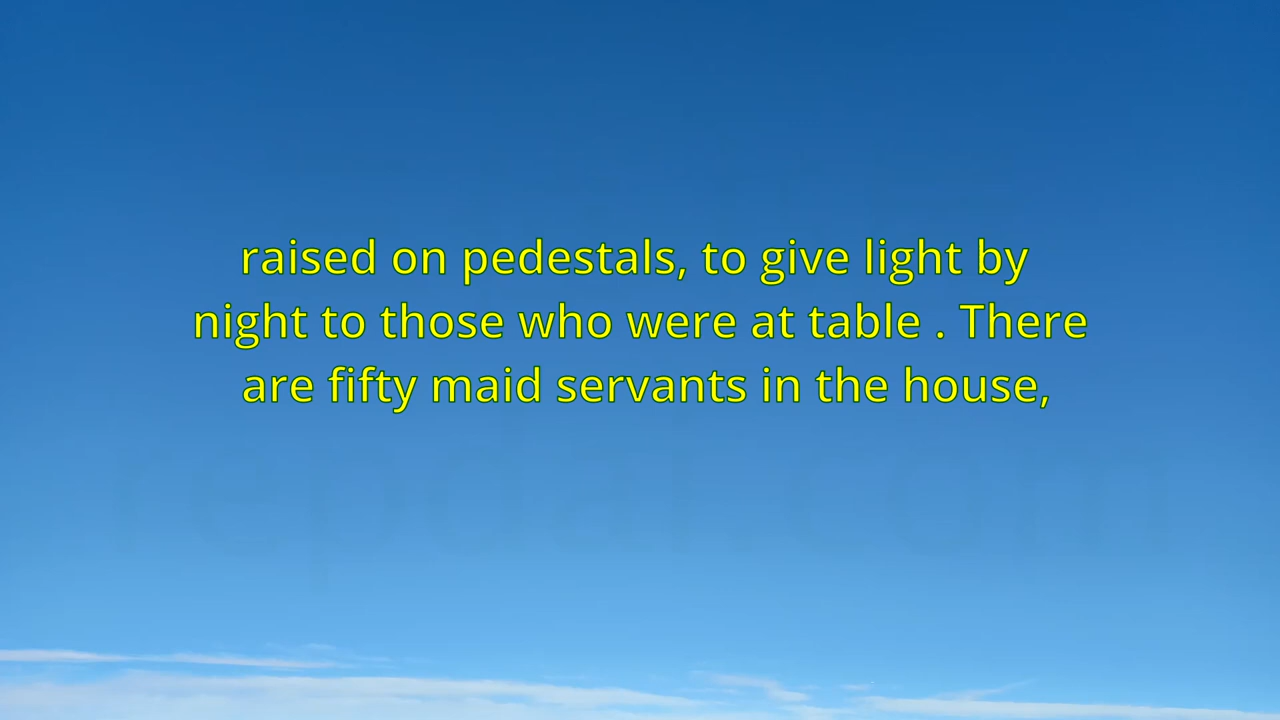 raised on pedestals, to give light by
night to those who were at table . There
are fifty maid servants in the house,